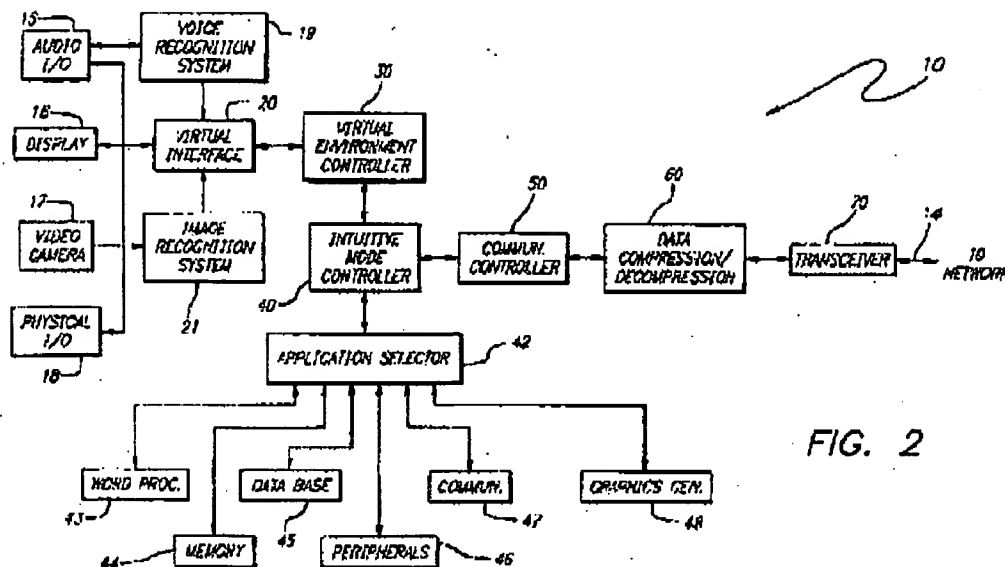 15
AUDIO
I/O
VOICE
RECOGNITION
SYSTEM
19
10
16
DISPLAY
20
VIRTUAL
INTERFACE
30
VIRTUAL
ENVIRONMENT
CONTROLLER
17
VIDEO
CAMERA
IMAGE
RECOGNITION
SYSTEM
21
INTUITIVE
MODE
CONTROLLER
40
50
COMMUN.
CONTROLLER
60
DATA
COMPRESSION/
DECOMPRESSION
70
TRANSCEIVER
14
TO
NETWORK
PHYSICAL
I/O
18
APPLICATION SELECTOR
42
WORD PROC.
43
DATA BASE
45
COMMUN.
47
GRAPHICS GEN.
48
MEMORY
44
PERIPHERALS
46
FIG. 2